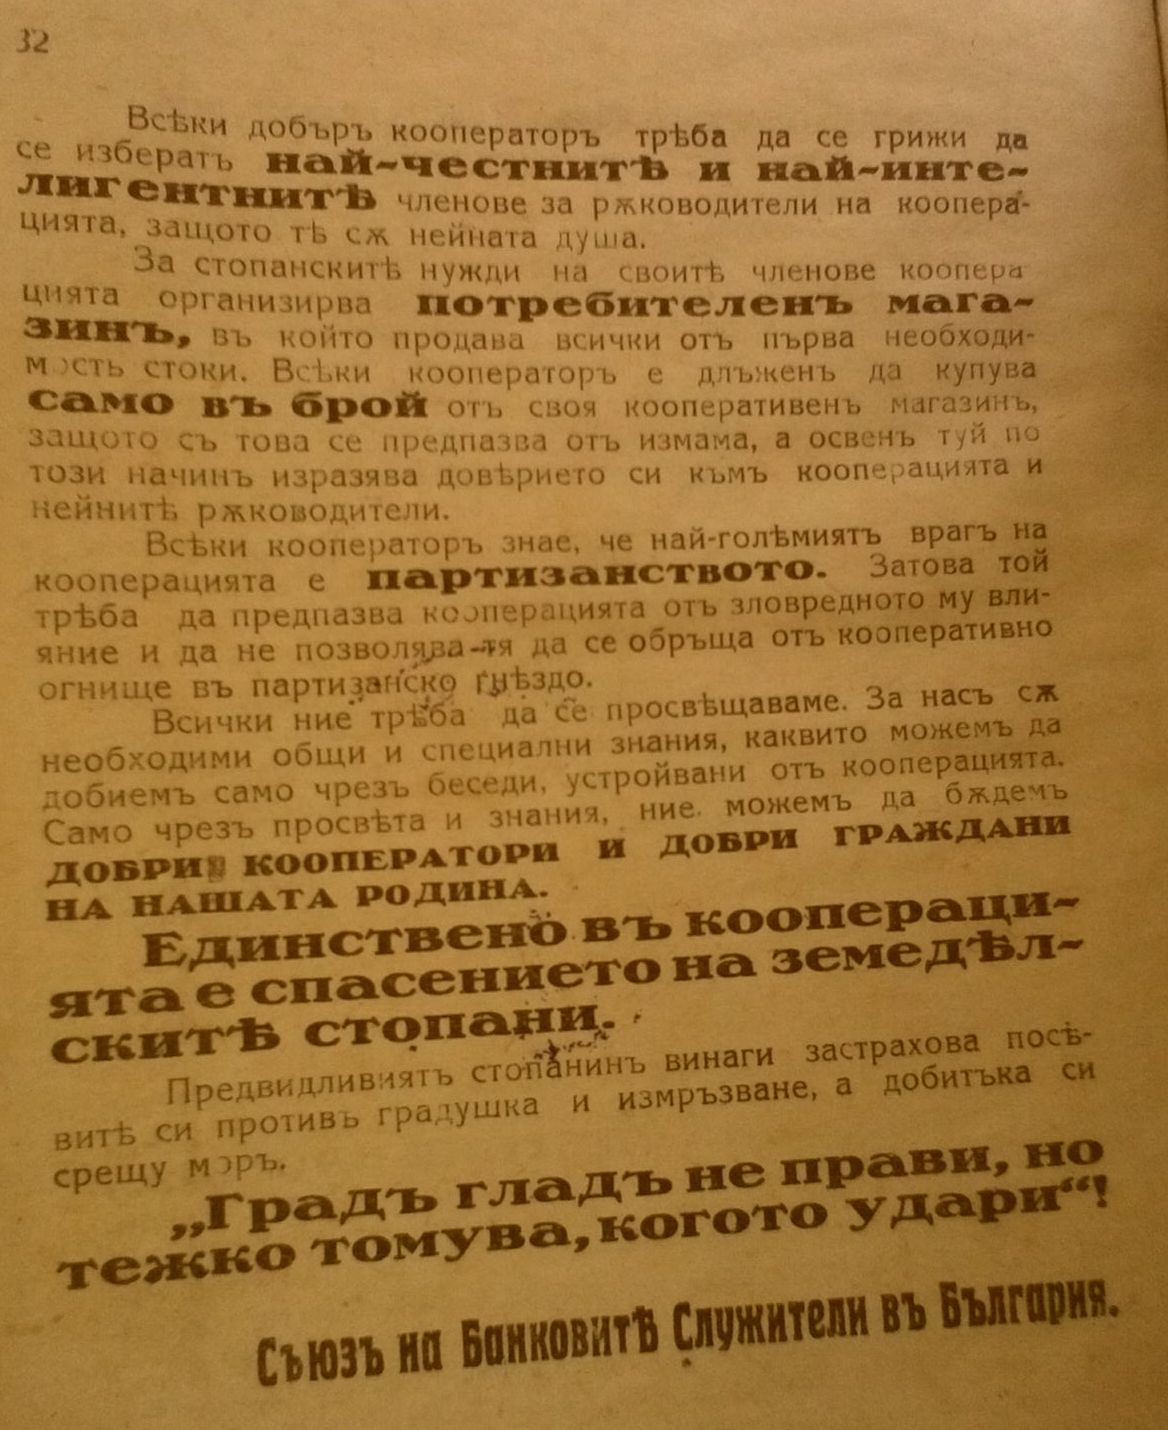 32
Всѣки добъръ кооператоръ трѣба да се грижи да
се изберать най-честнитѣ и най-инте-
лигентнитѣ членове за рѫководители на коопера-
цията, защото тѣ сѫ нейната душа.
За стопанскитѣ нужди на своитѣ членове коопера
цията организирва потребителенъ мага-
зинъ, въ който продава всички отъ първа необходи-
мость стоки. Всѣки кооператоръ е длъженъ да купува
само въ брой отъ своя кооперативенъ магазинъ,
защото съ това се предпазва отъ измама, а освенъ туй по
този начинъ изразява довѣрието си къмъ кооперацията и
нейнитѣ рѫководители.
Всѣки кооператоръ знае, че най-голѣмиятъ врагъ на
кооперацията е партизанството. Затова той
трѣба да предпазва кооперацията отъ зловредното му вли-
яние и да не позволява-тя да се обръща отъ кооперативно
огнище въ партизанско гнѣздо.
Всички ние трѣба да се просвѣщаваме. За насъ сѫ
необходими общи и специални знания, каквито можемъ да
добиемъ само чрезъ беседи, устройвани отъ кооперацията.
Само чрезъ просвѣта и знания, ние можемъ да бѫдемъ
ДОБРИ КООПЕРАТОРИ И ДОБРИ ГРАЖДАНИ
НА НАШАТА РОДИНА.
Единствено въ коопераци-
ята е спасението на земедѣл-
скитѣ стопани.
Предвидливиятъ стопанинъ винаги застрахова посѣ-
витѣ си противъ градушка и измръзване, а добитъка си
срещу моръ.
„Градъ гладъ не прави, но
тежко томува, когото удари“!
Съюзъ на Банковитѣ Служители въ България.